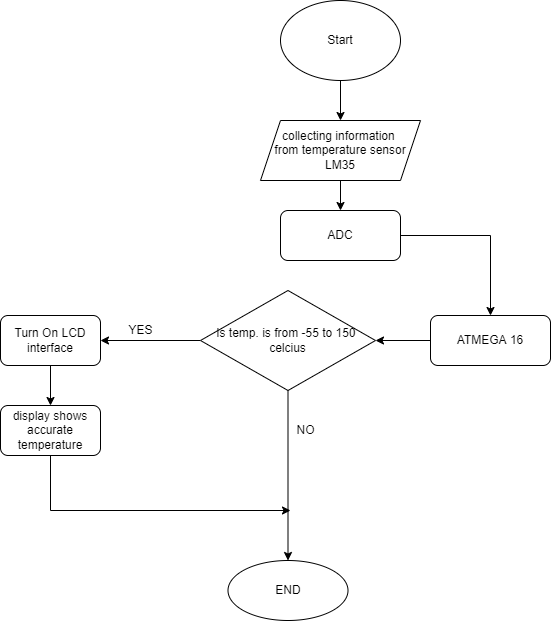 Start
collecting information
from temperature sensor
LM35
ADC
ATMEGA 16
Is temp. is from -55 to 150
celcius
YES
Turn On LCD
interface
display shows
accurate
temperature
NO
END